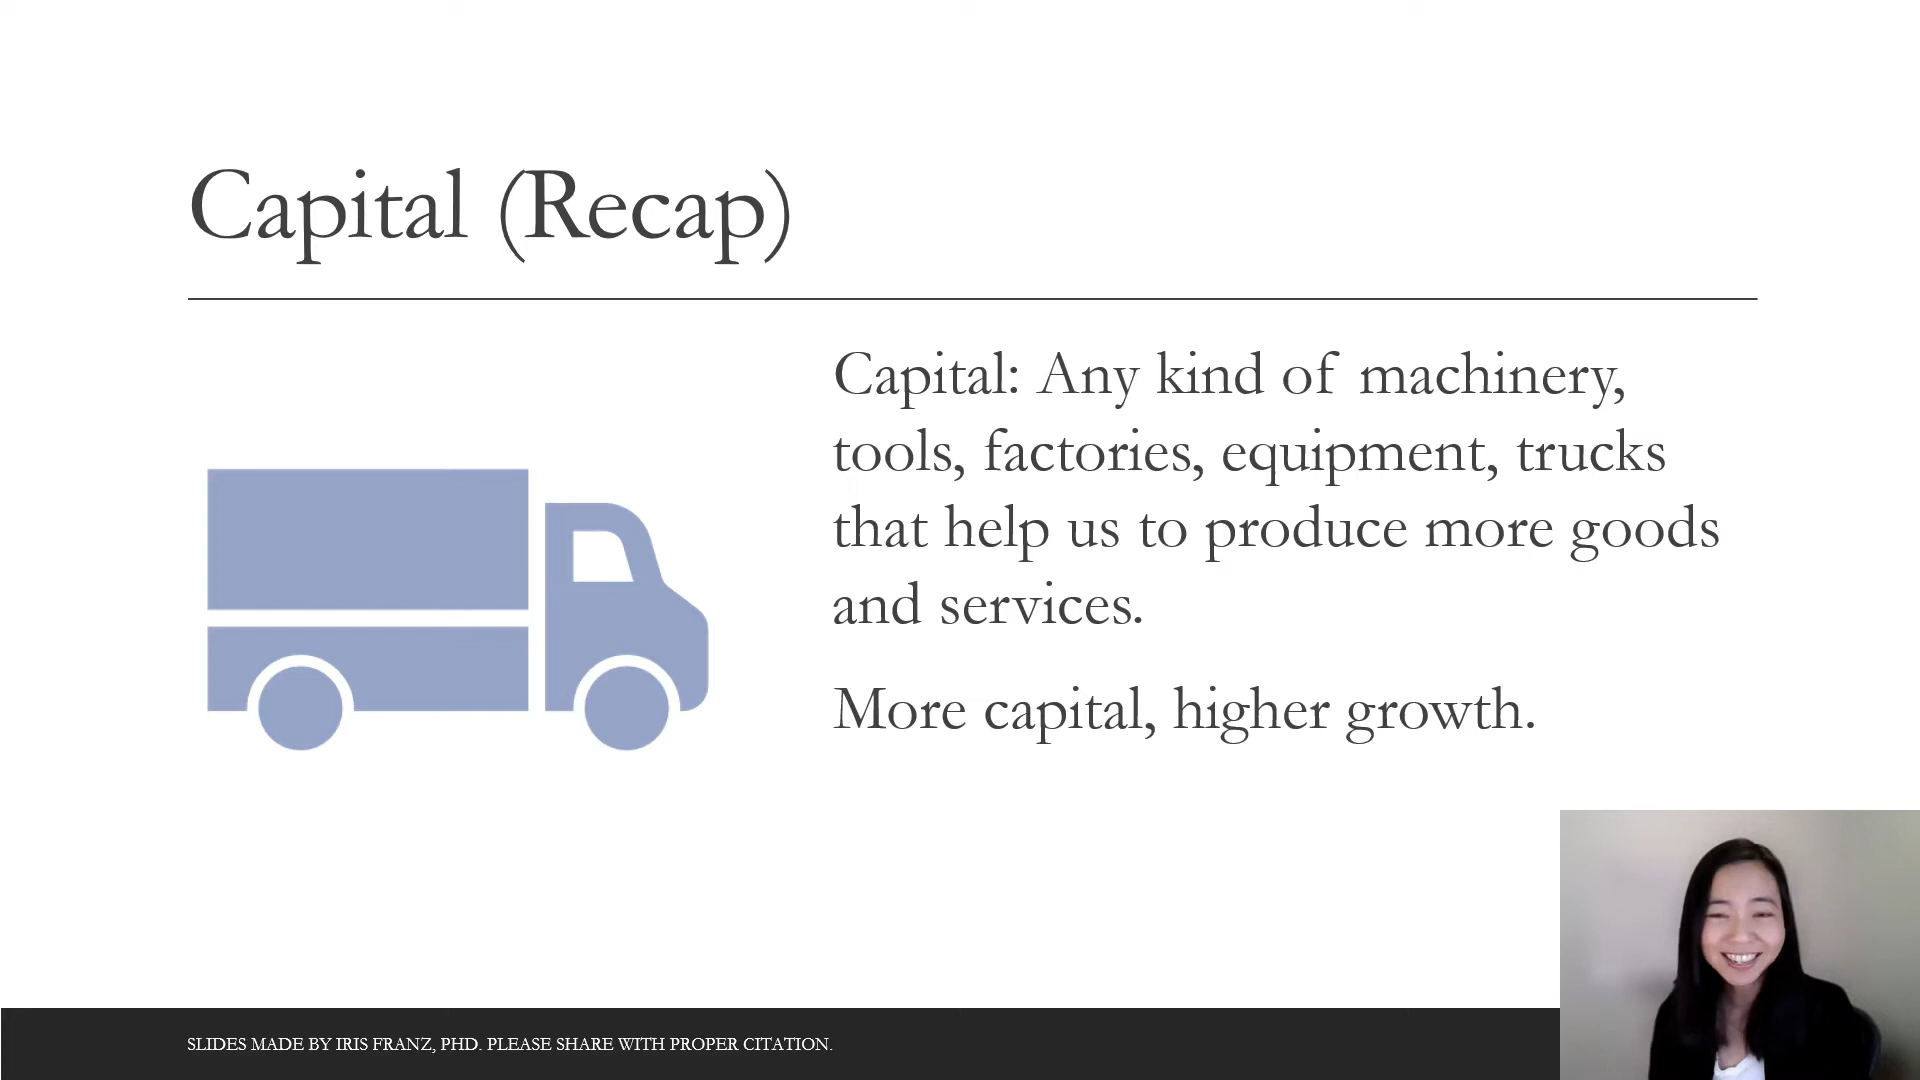 Capital (Recap)
Capital: Any kind of machinery,
tools, factories, equipment, trucks
that help us to produce more goods
and services.
More capital, higher growth.
SLIDES MADE BY IRIS FRANZ, PHD. PLEASE SHARE WITH PROPER CITATION.